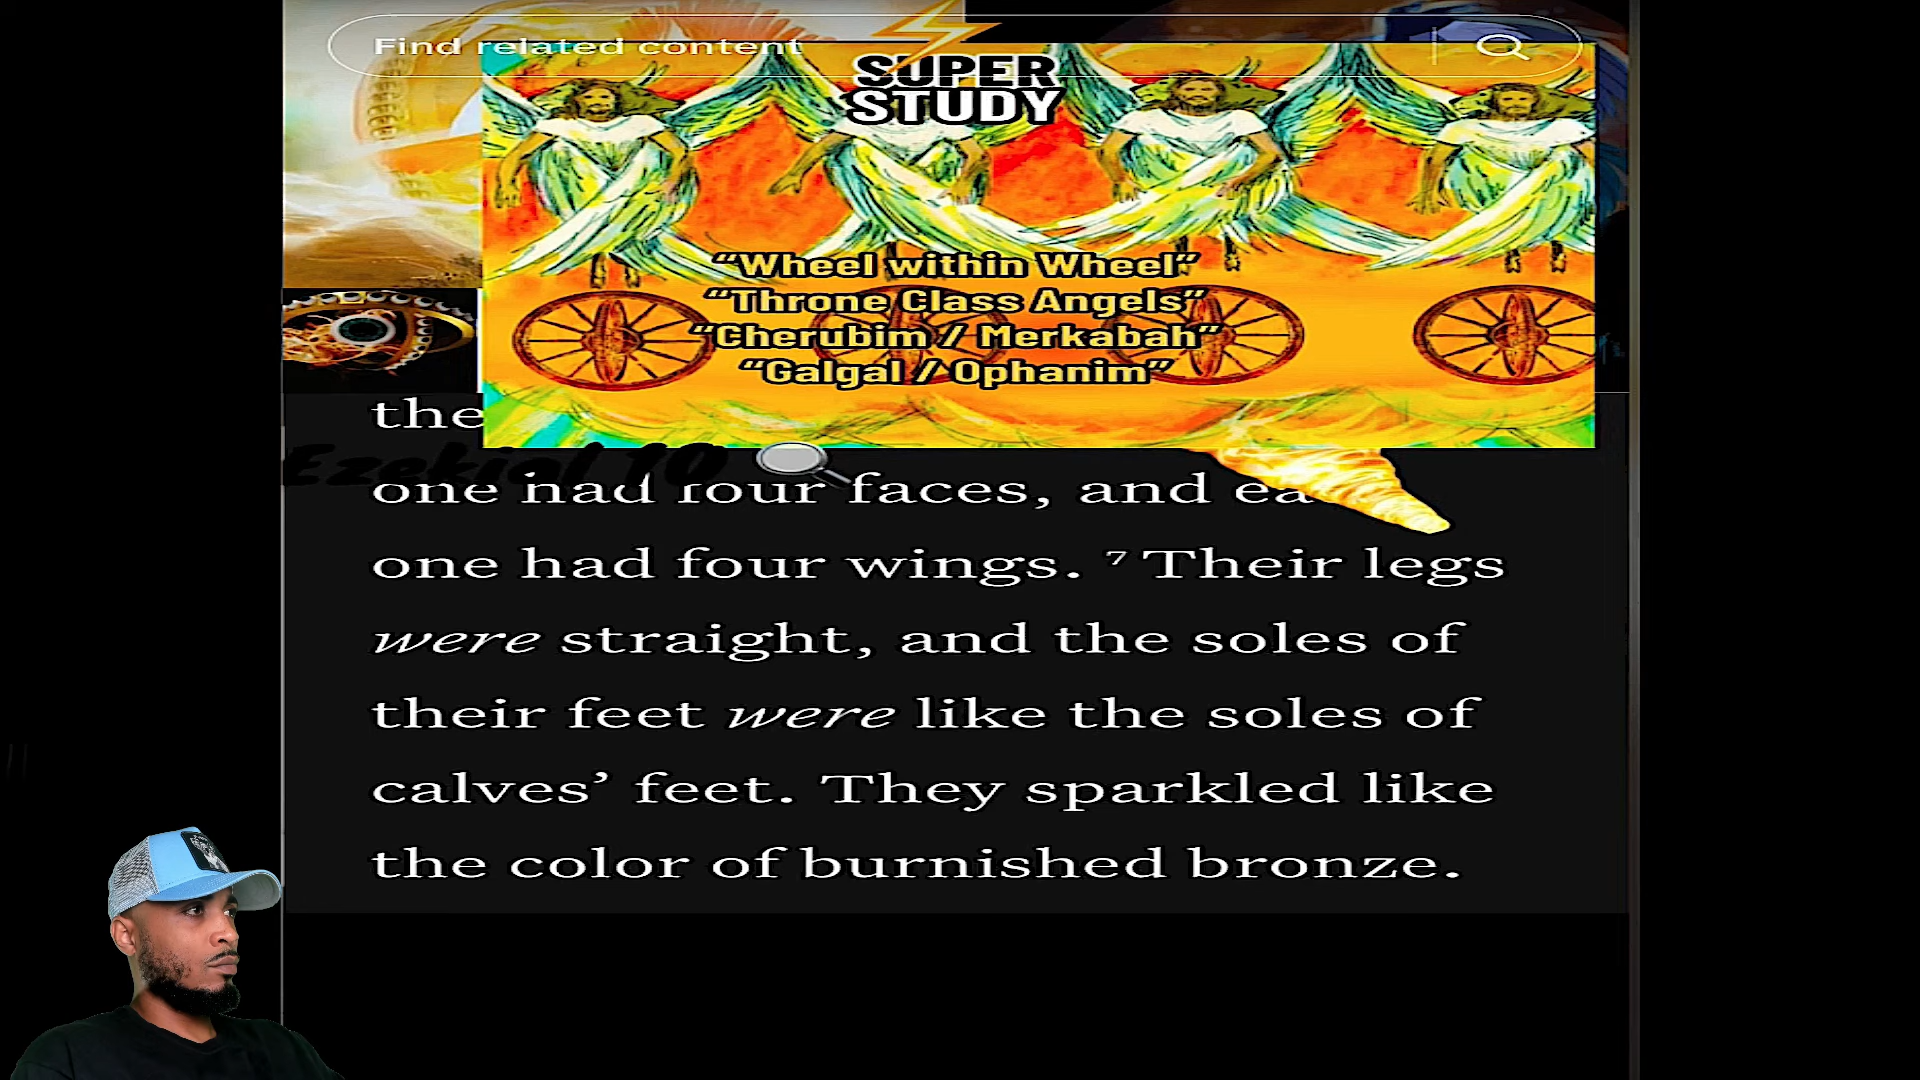 Find related content
SUPER
STUDY
“Wheel within Wheel”
“Throne Class Angels”
“Cherubim / Merkabah”
“Galgal / Ophanim”
the
Ezekial 10
one had four faces, and ea
one had four wings. ⁷ Their legs
were straight, and the soles of
their feet were like the soles of
calves’ feet. They sparkled like
the color of burnished bronze.